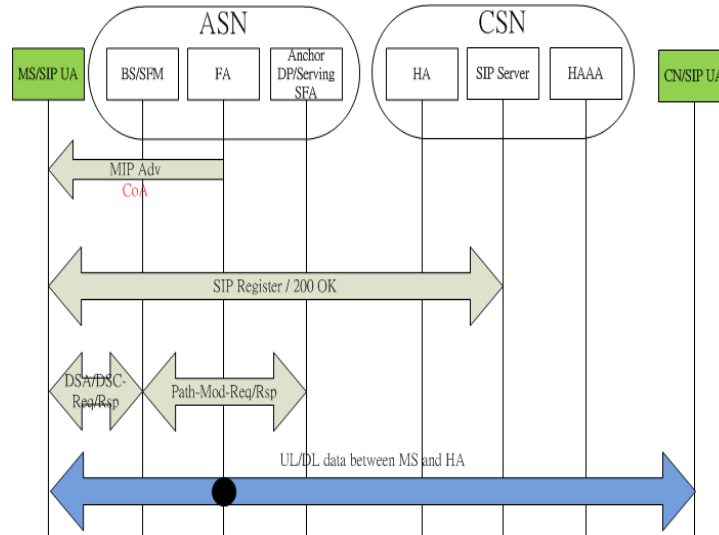 ASN
CSN
MS/SIP UA
BS/SFM
FA
Anchor
DP/Serving
SFA
HA
SIP Server
HAAA
CN/SIP UA
MIP Adv
CoA
SIP Register / 200 OK
DSA/DSC-
Req/Rsp
Path-Mod-Req/Rsp
UL/DL data between MS and HA